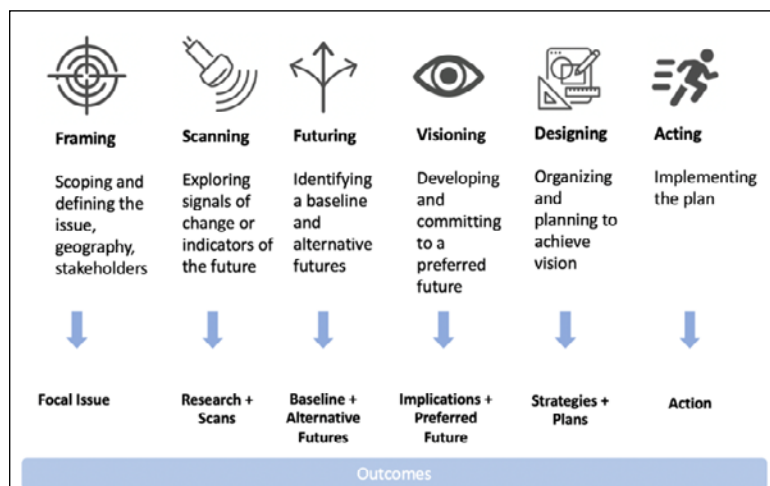 Framing
Scoping and
defining the
issue,
geography,
stakeholders
Focal Issue
Scanning
Exploring
signals of
change or
indicators of
the future
Research +
Scans
Futuring
Identifying
a baseline
and
alternative
futures
Baseline +
Alternative
Futures
Visioning
Developing
and
committing
to a
preferred
future
Implications +
Preferred
Future
Designing
Organizing
and
planning to
achieve
vision
Strategies +
Plans
Acting
Implementing
the plan
Action
Outcomes